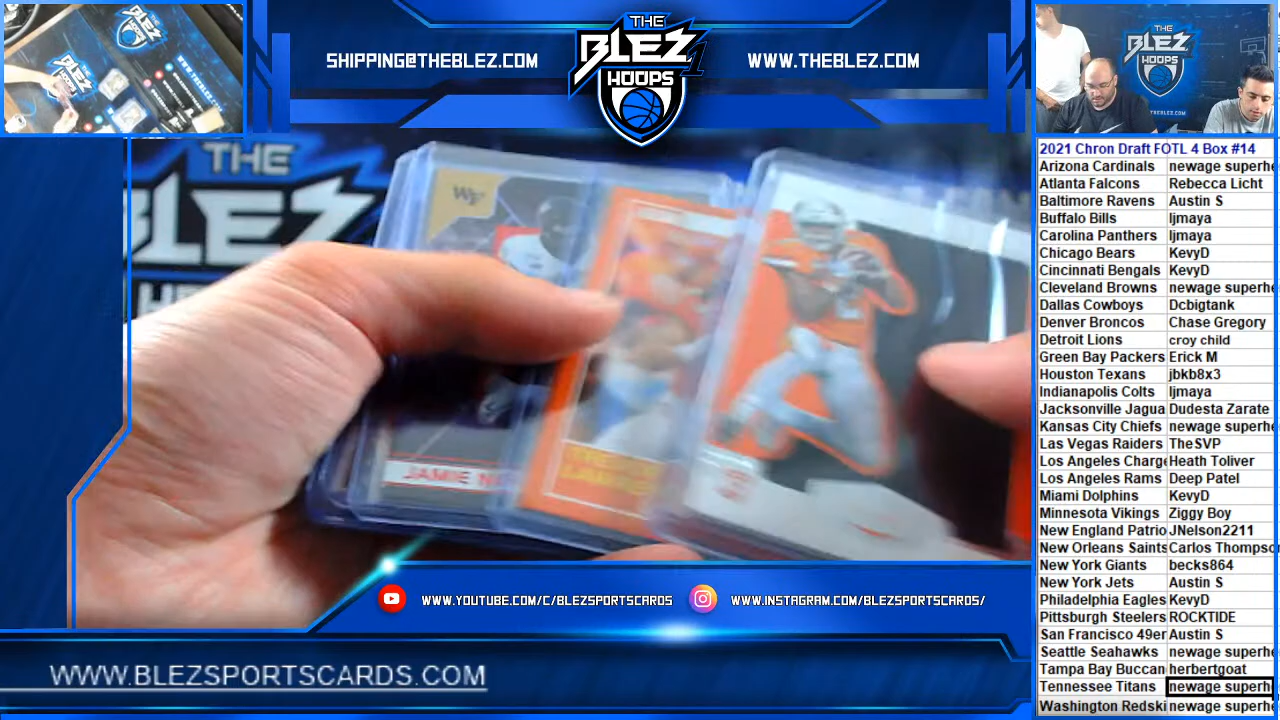 THE
BLEZ
HOOPS
SHIPPING@THEBLEZ.COM
WWW.THEBLEZ.COM
THE
BLEZ
HOOPS
THE
BLEZ
WF
JAMIE
WWW.YOUTUBE.COM/C/BLEZSPORTSCARDS
WWW.INSTAGRAM.COM/BLEZSPORTSCARDS/
WWW.BLEZSPORTSCARDS.COM
2021 Chron Draft FOTL 4 Box #14
Arizona Cardinals newage superhe
Atlanta Falcons Rebecca Licht
Baltimore Ravens Austin S
Buffalo Bills ljmaya
Carolina Panthers ljmaya
Chicago Bears KevyD
Cincinnati Bengals KevyD
Cleveland Browns newage superhe
Dallas Cowboys Dcbigtank
Denver Broncos Chase Gregory
Detroit Lions croy child
Green Bay Packers Erick M
Houston Texans jbkb8x3
Indianapolis Colts ljmaya
Jacksonville Jagua Dudesta Zarate
Kansas City Chiefs newage superhe
Las Vegas Raiders TheSVP
Los Angeles Charge Heath Toliver
Los Angeles Rams Deep Patel
Miami Dolphins KevyD
Minnesota Vikings Ziggy Boy
New England Patrio JNelson2211
New Orleans Saints Carlos Thompso
New York Giants becks864
New York Jets Austin S
Philadelphia Eagles KevyD
Pittsburgh Steelers ROCKTIDE
San Francisco 49er Austin S
Seattle Seahawks newage superhe
Tampa Bay Buccan herbertgoat
Tennessee Titans newage superhe
Washington Redski newage superhe